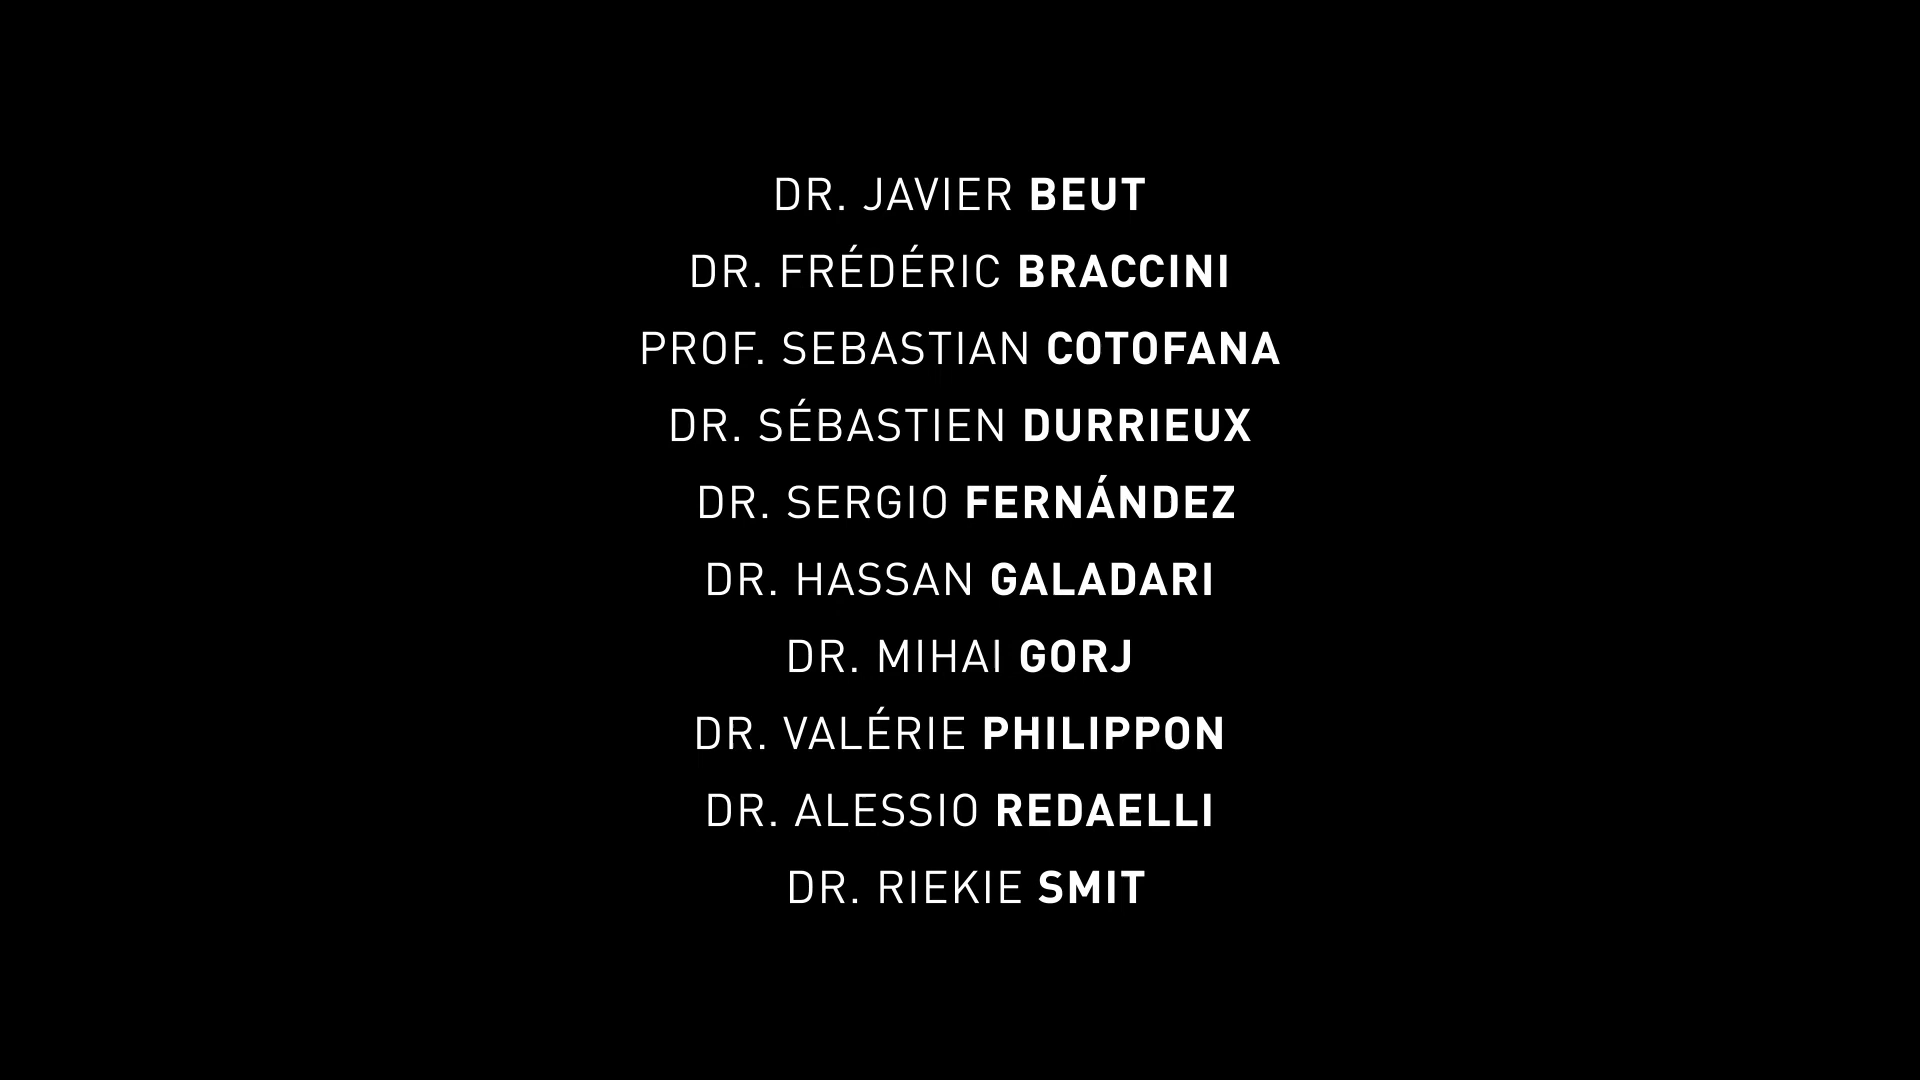 DR. JAVIER BEUT
DR. FRÉDÉRIC BRACCINI
PROF. SEBASTIAN COTOFANA
DR. SÉBASTIEN DURRIEUX
DR. SERGIO FERNÁNDEZ
DR. HASSAN GALADARI
DR. MIHAI GORJ
DR. VALÉRIE PHILIPPON
DR. ALESSIO REDAELLI
DR. RIEKIE SMIT